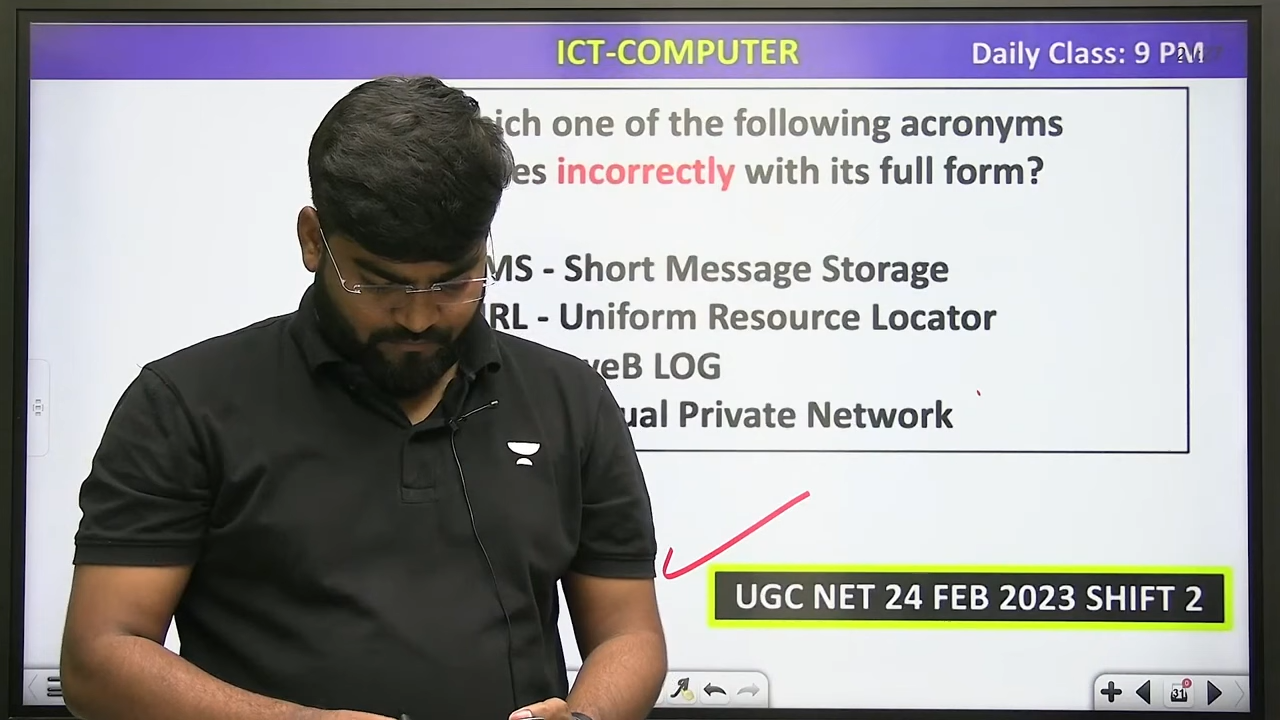 ICT-COMPUTER
Daily Class: 9 PM
ich one of the following acronyms
es incorrectly with its full form?
MS - Short Message Storage
RL - Uniform Resource Locator
eB LOG
ual Private Network
UGC NET 24 FEB 2023 SHIFT 2
31